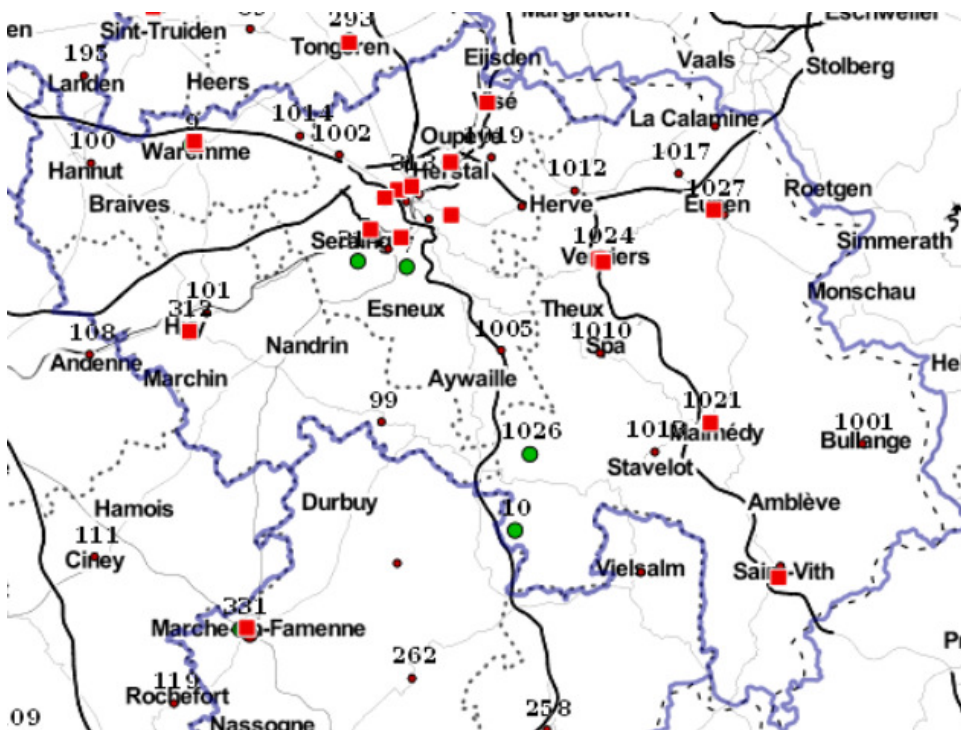 en
Sint-Truiden
293
Tongeren
Margraten
Eschweiler
195
Landen
Heers
Eijsden
Vaals
Stolberg
9
1014
1002
Oupeye
1019
La Calamine
100
Hannut
Waremme
Herstal
1012
1017
Braives
Herve
1027
Eupen
Roetgen
Seraing
1024
Verviers
Simmerath
101
312
Huy
Esneux
Theux
Monschau
108
Andenne
Marchin
Nandrin
1005
1010
Spa
Aywaille
99
1026
1021
Malmédy
1001
Bullange
Stavelot
Hamois
Durbuy
10
Amblève
111
Ciney
Vielsalm
Saint-Vith
331
119
Rochefort
262
258
Nassogne
09